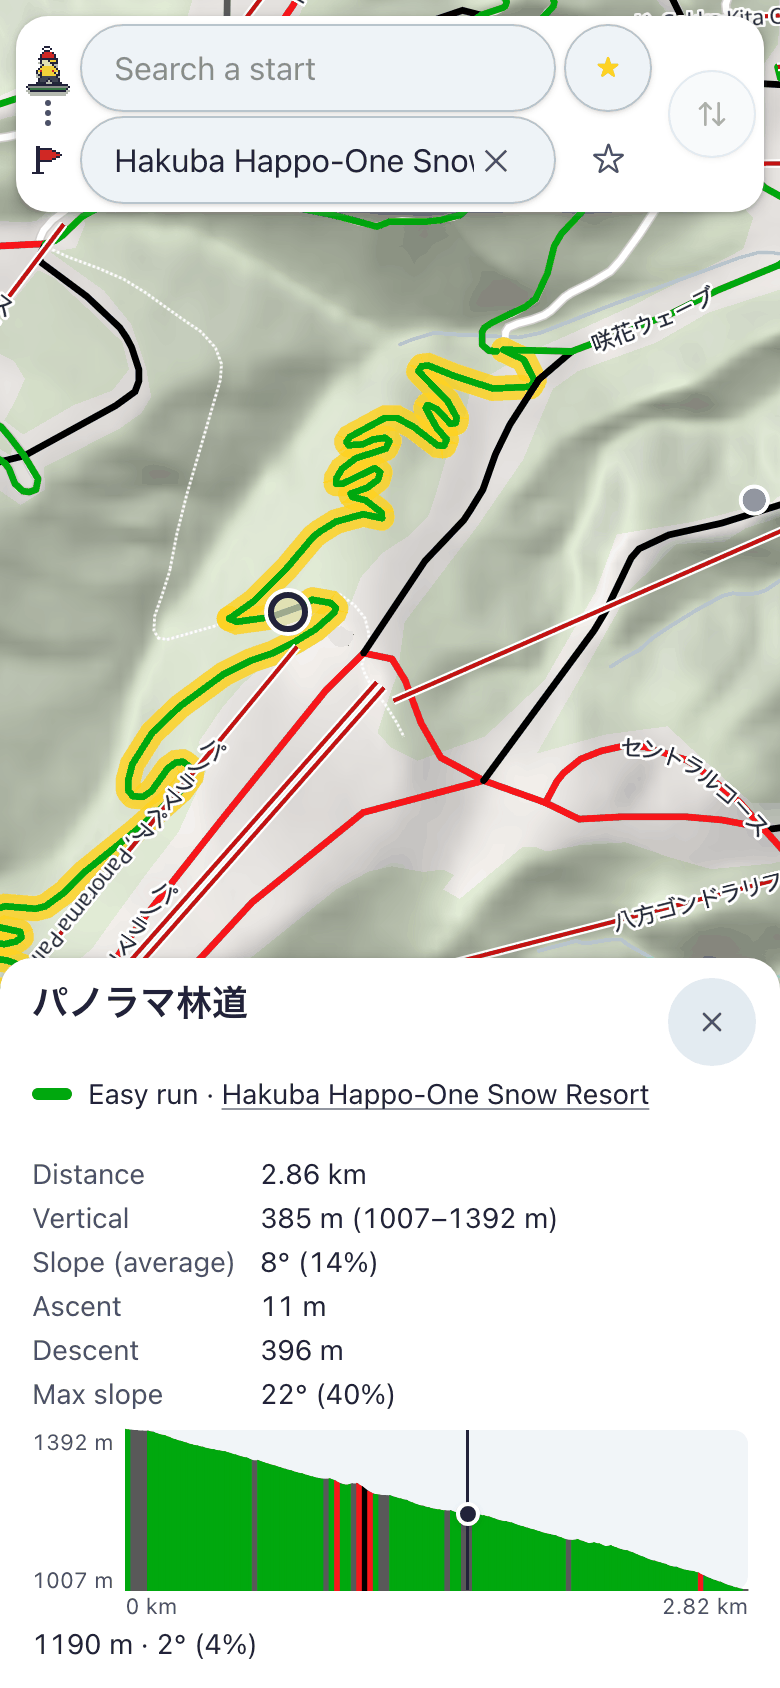 Search a start
Hakuba Happo-One Snow
咲花ウェーブ
セントラルコース
八方ゴンドラリフ
Panorama Pair
パノラマ林道
Easy run · Hakuba Happo-One Snow Resort
Distance 2.86 km
Vertical 385 m (1007–1392 m)
Slope (average) 8° (14%)
Ascent 11 m
Descent 396 m
Max slope 22° (40%)
1392 m
1007 m
0 km 2.82 km
1190 m · 2° (4%)